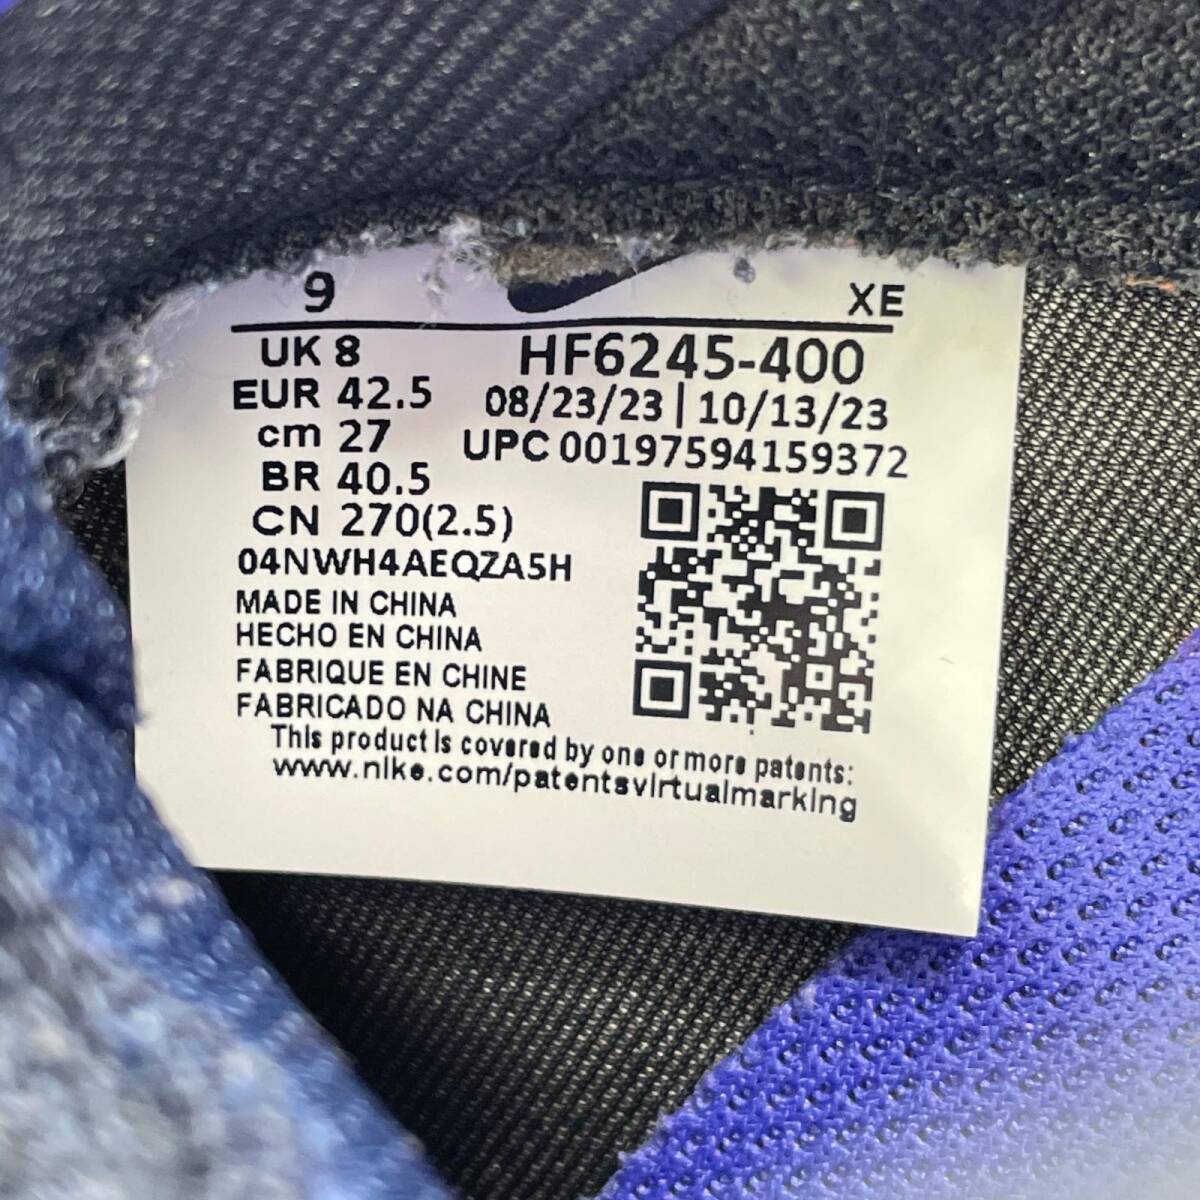 9 XE
UK 8
EUR 42.5
cm 27
BR 40.5
CN 270(2.5)
HF6245-400
08/23/23 | 10/13/23
UPC 00197594159372
04NWH4AEQZA5H
MADE IN CHINA
HECHO EN CHINA
FABRIQUE EN CHINE
FABRICADO NA CHINA
This product is covered by one or more patents:
www.nike.com/patentsvirtualmarking